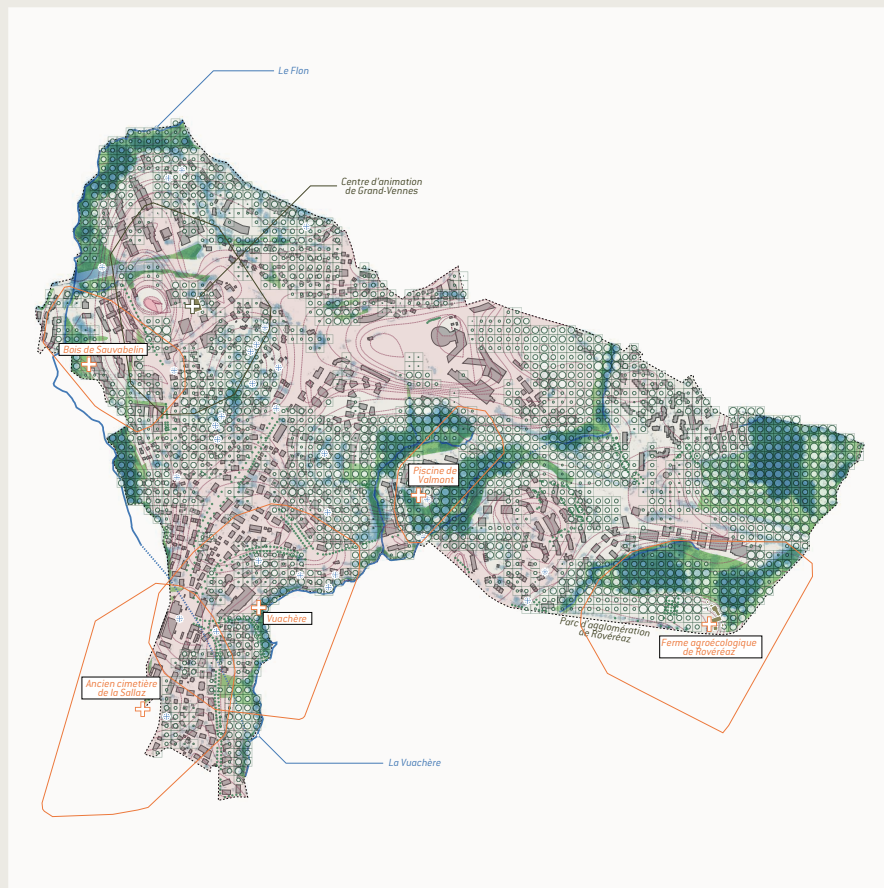 Le Flon
Centre d'animation
de Grand-Vennes
Bois de Sauvabelin
Piscine de
Valmont
Vuachère
Parc d'agglomération
de Rovéréaz
Ferme agroécologique
de Rovéréaz
Ancien cimetière
de la Sallaz
La Vuachère